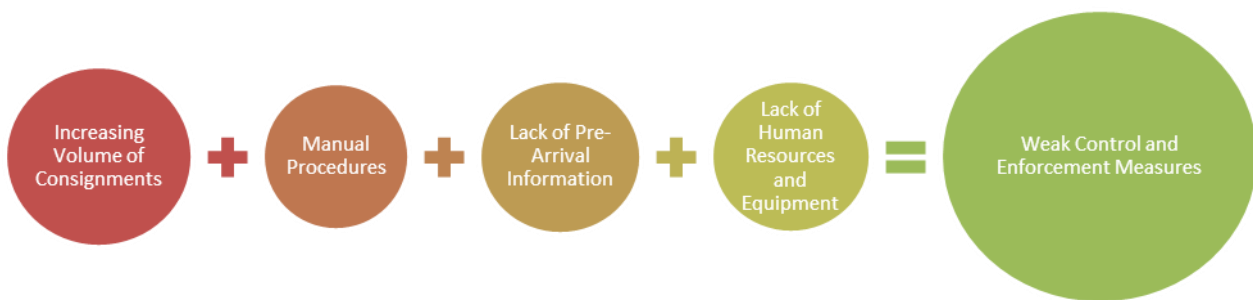 Increasing
Volume of
Consignments
+
Manual
Procedures
+
Lack of Pre-
Arrival
Information
+
Lack of
Human
Resources
and
Equipment
=
Weak Control and
Enforcement Measures